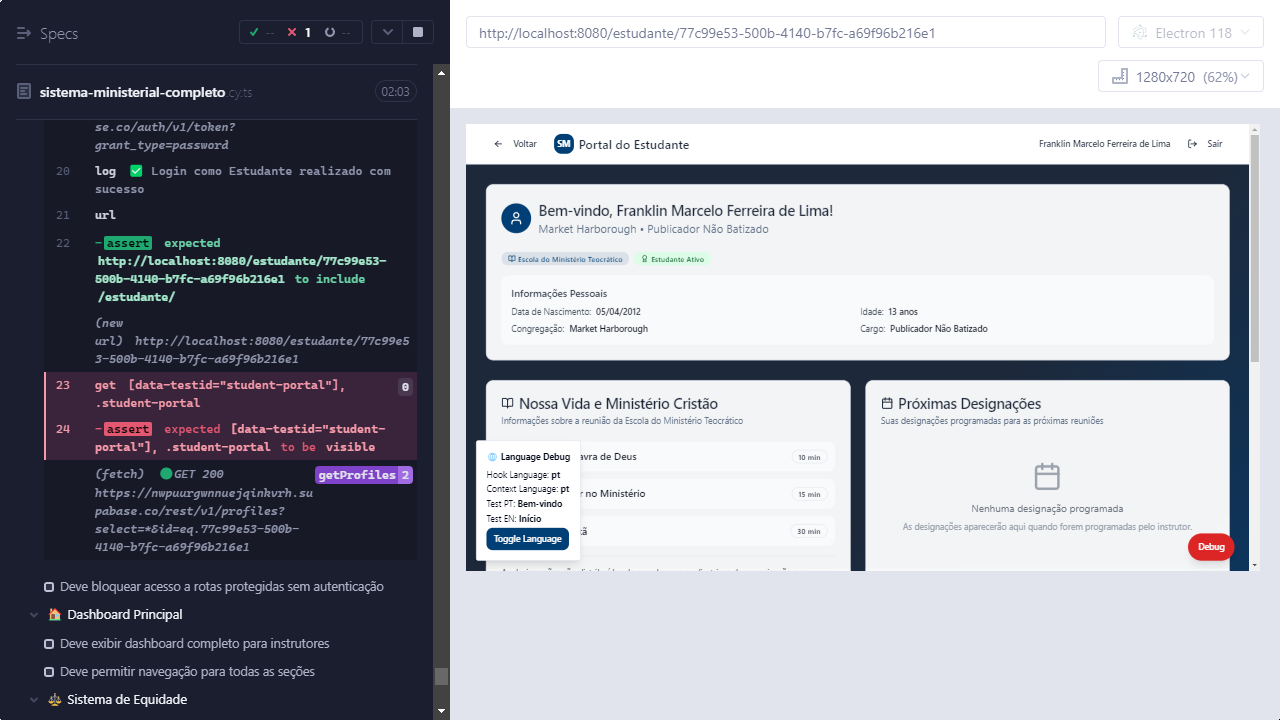 Specs
--
1
--
sistema-ministerial-completo.cy.ts
02:03
se.co/auth/v1/token?
grant_type=password
20 log ✅ Login como Estudante realizado com
sucesso
21 url
22 -assert expected
http://localhost:8080/estudante/77c99e53-
500b-4140-b7fc-a69f96b216e1 to include
/estudante/
(new
url) http://localhost:8080/estudante/77c99e5
3-500b-4140-b7fc-a69f96b216e1
23 get [data-testid="student-portal"], 0
.student-portal
24 -assert expected [data-testid="student-
portal"], .student-portal to be visible
(fetch) GET 200 getProfiles 2
https://nwpuurgwnnuejqinkvrh.su
pabase.co/rest/v1/profiles?
select=*&id=eq.77c99e53-500b-
4140-b7fc-a69f96b216e1
Deve bloquear acesso a rotas protegidas sem autenticação
🏠 Dashboard Principal
Deve exibir dashboard completo para instrutores
Deve permitir navegação para todas as seções
⚖️ Sistema de Equidade
http://localhost:8080/estudante/77c99e53-500b-4140-b7fc-a69f96b216e1
Electron 118
1280x720 (62%)
Voltar
SM Portal do Estudante
Franklin Marcelo Ferreira de Lima
Sair
Bem-vindo, Franklin Marcelo Ferreira de Lima!
Market Harborough • Publicador Não Batizado
Escola do Ministério Teocrático
Estudante Ativo
Informações Pessoais
Data de Nascimento: 05/04/2012
Idade: 13 anos
Congregação: Market Harborough
Cargo: Publicador Não Batizado
Nossa Vida e Ministério Cristão
Informações sobre a reunião da Escola do Ministério Teocrático
avra de Deus 10 min
r no Ministério 15 min
tã 30 min
Próximas Designações
Suas designações programadas para as próximas reuniões
Nenhuma designação programada
As designações aparecerão aqui quando forem programadas pelo instrutor.
🌐 Language Debug
Hook Language: pt
Context Language: pt
Test PT: Bem-vindo
Test EN: Início
Toggle Language
Debug